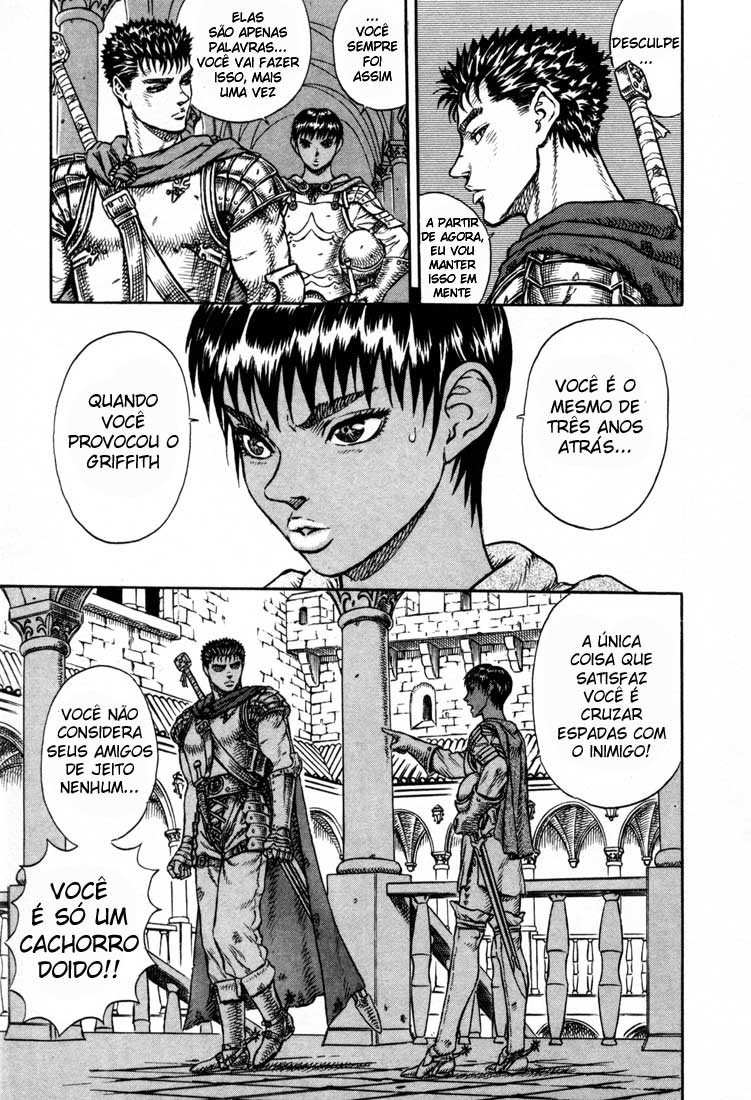 DESCULPE
...
A PARTIR
DE AGORA,
EU VOU
MANTER
ISSO EM
MENTE
...
VOCÊ
SEMPRE
FOI
ASSIM
ELAS
SÃO APENAS
PALAVRAS...
VOCÊ VAI FAZER
ISSO, MAIS
UMA VEZ
VOCÊ É O
MESMO DE
TRÊS ANOS
ATRÁS...
QUANDO
VOCÊ
PROVOCOU O
GRIFFITH
A ÚNICA
COISA QUE
SATISFAZ
VOCÊ É
CRUZAR
ESPADAS COM
O INIMIGO!
VOCÊ NÃO
CONSIDERA
SEUS AMIGOS
DE JEITO
NENHUM...
VOCÊ
É SÓ UM
CACHORRO
DOIDO!!